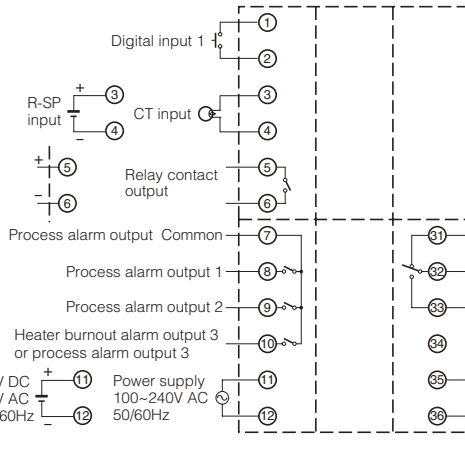 Digital input 1
1
2
R-SP
input
+
3
−
4
CT input
3
4
+
5
−
6
Relay contact
output
5
6
Process alarm output Common
7
Process alarm output 1
8
Process alarm output 2
9
Heater burnout alarm output 3
or process alarm output 3
10
31
32
33
34
35
36
V DC
V AC
60Hz
+
11
−
12
Power supply
100~240V AC
50/60Hz
11
12